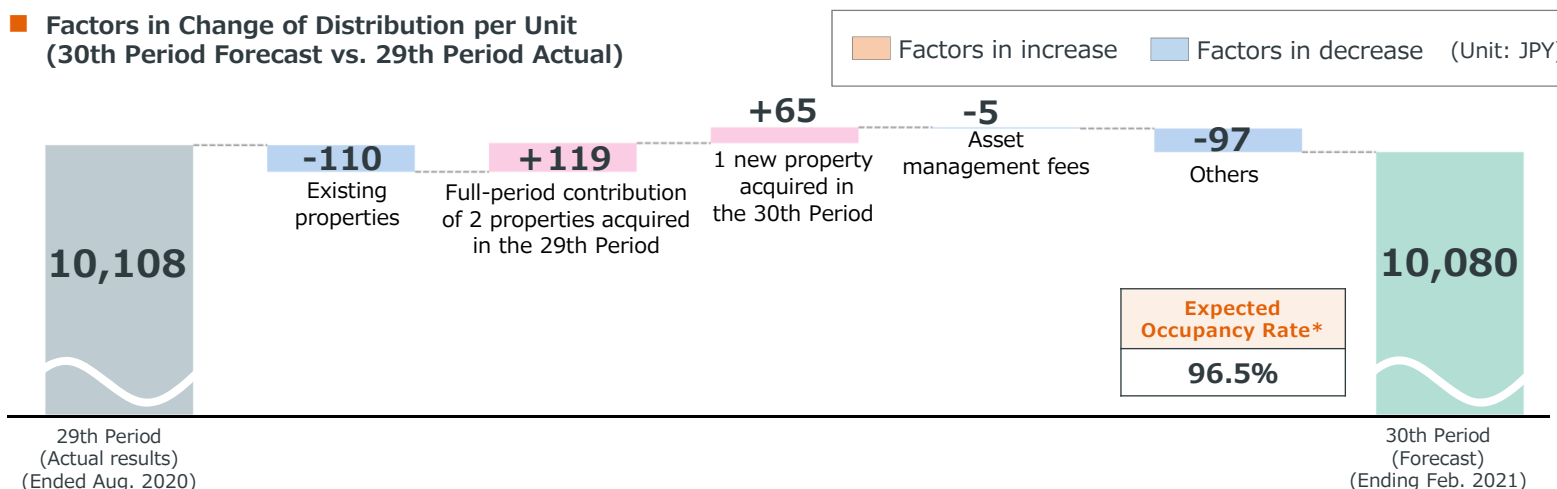 Factors in Change of Distribution per Unit
(30th Period Forecast vs. 29th Period Actual)
Factors in increase
Factors in decrease
(Unit: JPY)
10,108
-110
Existing
properties
+119
Full-period contribution
of 2 properties acquired
in the 29th Period
+65
1 new property
acquired in
the 30th Period
-5
Asset
management fees
-97
Others
10,080
Expected
Occupancy Rate*
96.5%
29th Period
(Actual results)
(Ended Aug. 2020)
30th Period
(Forecast)
(Ending Feb. 2021)